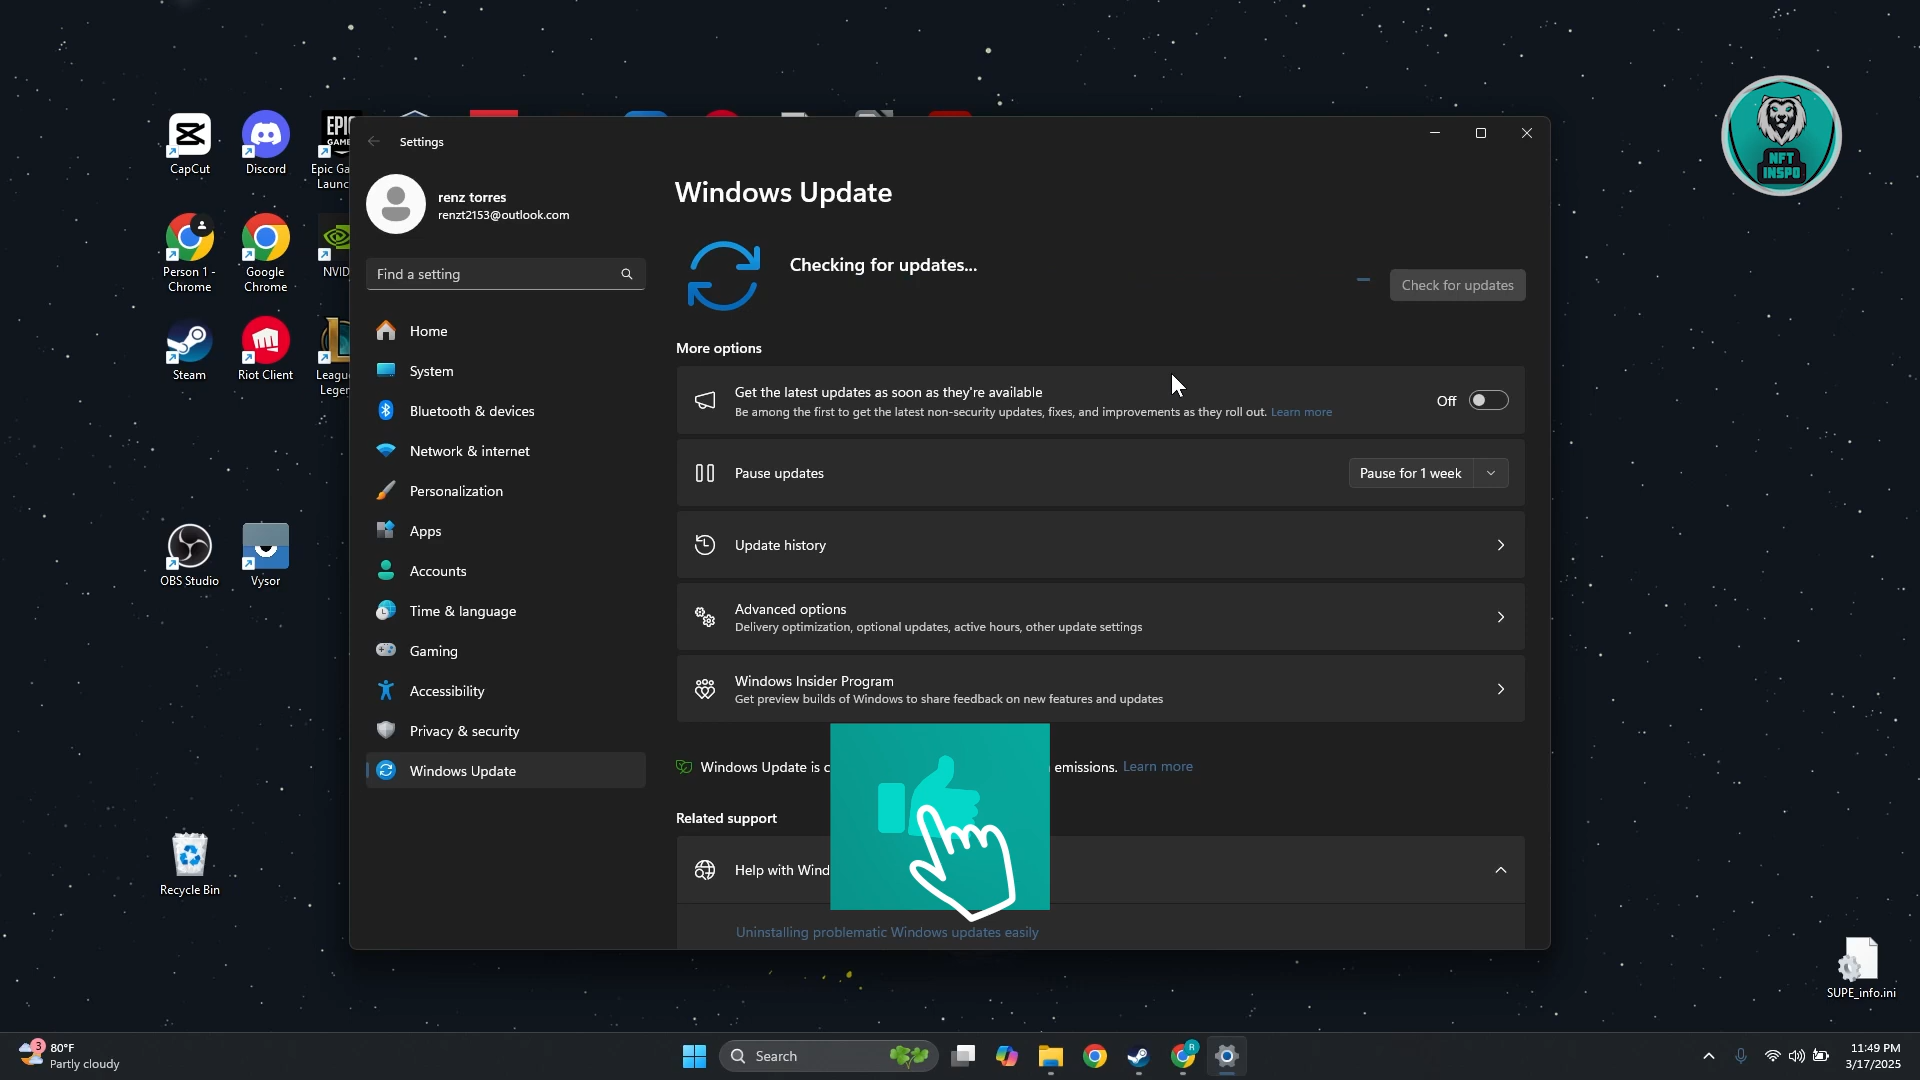 CapCut
Discord
EPIC
GAME
Epic Ga
Launc
Person 1 -
Chrome
Google
Chrome
NVID
Steam
Riot Client
Leagu
Leger
OBS Studio
Vysor
Recycle Bin
Settings
renz torres
renzt2153@outlook.com
Find a setting
Home
System
Bluetooth & devices
Network & internet
Personalization
Apps
Accounts
Time & language
Gaming
Accessibility
Privacy & security
Windows Update
Windows Update
Checking for updates...
Check for updates
More options
Get the latest updates as soon as they're available
Be among the first to get the latest non-security updates, fixes, and improvements as they roll out. Learn more
Off
Pause updates
Pause for 1 week
Update history
Advanced options
Delivery optimization, optional updates, active hours, other update settings
Windows Insider Program
Get preview builds of Windows to share feedback on new features and updates
Windows Update is c emissions. Learn more
Related support
Help with Wind
Uninstalling problematic Windows updates easily
NFT
INSPO
SUPE_info.ini
3
80°F
Partly cloudy
Search
R
11:49 PM
3/17/2025